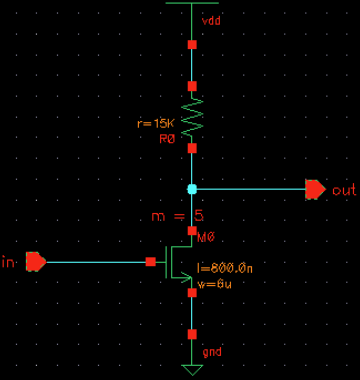 vdd
r=15K
R0
out
m = 5
M0
in
l=800.0n
w=6u
gnd